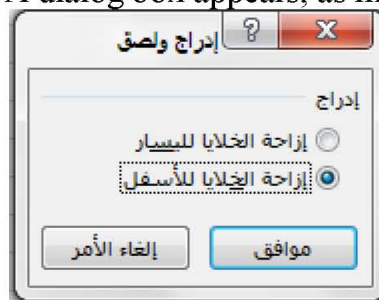 A dialog box appears, as in
إدراج ولصق
إدراج
إزاحة الخلايا لليسار
إزاحة الخلايا للأسفل
موافق
إلغاء الأمر